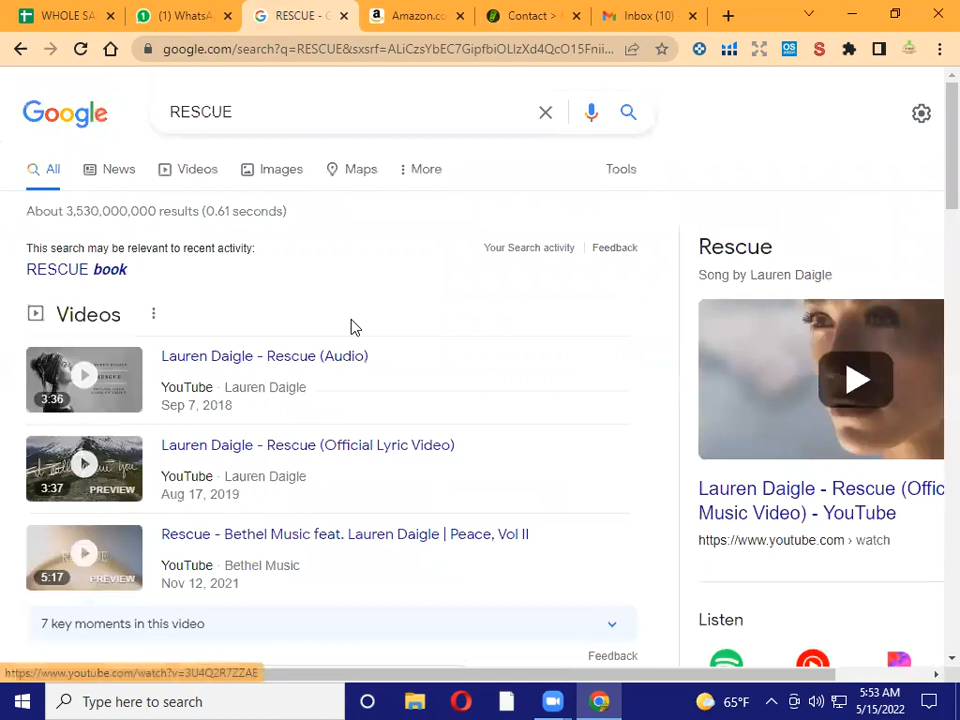 WHOLE SA
(1) WhatsA
RESCUE - G
Amazon.co
Contact >
Inbox (10)
google.com/search?q=RESCUE&sxsrf=ALiCzsYbEC7GipfbiOLIzXd4QcO15Fnii...
Google
RESCUE
All
News
Videos
Images
Maps
More
Tools
About 3,530,000,000 results (0.61 seconds)
This search may be relevant to recent activity:
Your Search activity
Feedback
RESCUE book
Videos
Lauren Daigle - Rescue (Audio)
YouTube · Lauren Daigle
Sep 7, 2018
3:36
Lauren Daigle - Rescue (Official Lyric Video)
YouTube · Lauren Daigle
Aug 17, 2019
3:37
PREVIEW
Rescue - Bethel Music feat. Lauren Daigle | Peace, Vol II
YouTube · Bethel Music
Nov 12, 2021
5:17
PREVIEW
7 key moments in this video
Feedback
Rescue
Song by Lauren Daigle
Lauren Daigle - Rescue (Offic
Music Video) - YouTube
https://www.youtube.com › watch
Listen
https://www.youtube.com/watch?v=3U4Q2R7ZZAE
Type here to search
65°F
5:53 AM
5/15/2022